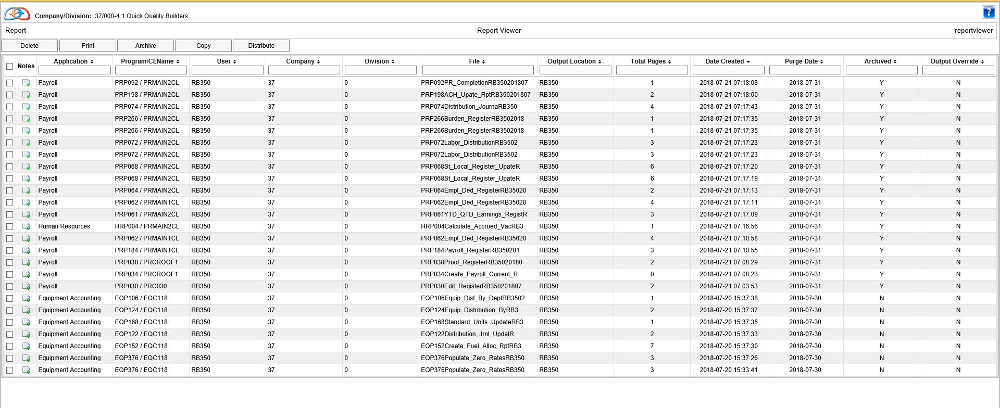 Company/Division: 37/000-4.1 Quick Quality Builders
Report Report Viewer reportviewer
Delete Print Archive Copy Distribute
Notes Application Program/CLName User Company Division File Output Location Total Pages Date Created Purge Date Archived Output Override
Payroll PRP092 / PRMAIN2CL RB350 37 0 PRP092PR_CompletionRB350201807 RB350 1 2018-07-21 07:18:08 2018-07-31 Y N
Payroll PRP198 / PRMAIN2CL RB350 37 0 PRP198ACH_Upate_RptRB350201807 RB350 2 2018-07-21 07:18:00 2018-07-31 Y N
Payroll PRP074 / PRMAIN2CL RB350 37 0 PRP074Distribution_JournaRB350 RB350 4 2018-07-21 07:17:43 2018-07-31 Y N
Payroll PRP266 / PRMAIN2CL RB350 37 0 PRP266Burden_RegisterRB3502018 RB350 1 2018-07-21 07:17:35 2018-07-31 Y N
Payroll PRP266 / PRMAIN2CL RB350 37 0 PRP266Burden_RegisterRB3502018 RB350 1 2018-07-21 07:17:35 2018-07-31 Y N
Payroll PRP072 / PRMAIN2CL RB350 37 0 PRP072Labor_DistributionRB3502 RB350 3 2018-07-21 07:17:23 2018-07-31 Y N
Payroll PRP072 / PRMAIN2CL RB350 37 0 PRP072Labor_DistributionRB3502 RB350 3 2018-07-21 07:17:23 2018-07-31 Y N
Payroll PRP068 / PRMAIN2CL RB350 37 0 PRP068St_Local_Register_UpateR RB350 6 2018-07-21 07:17:20 2018-07-31 Y N
Payroll PRP068 / PRMAIN2CL RB350 37 0 PRP068St_Local_Register_UpateR RB350 6 2018-07-21 07:17:19 2018-07-31 Y N
Payroll PRP064 / PRMAIN2CL RB350 37 0 PRP064Empl_Ded_RegisterRB35020 RB350 2 2018-07-21 07:17:13 2018-07-31 Y N
Payroll PRP062 / PRMAIN1CL RB350 37 0 PRP062Empl_Ded_RegisterRB35020 RB350 4 2018-07-21 07:17:11 2018-07-31 Y N
Payroll PRP061 / PRMAIN2CL RB350 37 0 PRP061YTD_QTD_Earnings_RegistR RB350 3 2018-07-21 07:17:09 2018-07-31 Y N
Human Resources HRP004 / PRMAIN2CL RB350 37 0 HRP004Calculate_Accrued_VacRB3 RB350 1 2018-07-21 07:16:56 2018-07-31 Y N
Payroll PRP062 / PRMAIN1CL RB350 37 0 PRP062Empl_Ded_RegisterRB35020 RB350 4 2018-07-21 07:10:58 2018-07-31 Y N
Payroll PRP184 / PRMAIN1CL RB350 37 0 PRP184Payroll_RegisterRB350201 RB350 3 2018-07-21 07:10:55 2018-07-31 Y N
Payroll PRP038 / PRCROOF1 RB350 37 0 PRP038Proof_RegisterRB35020180 RB350 2 2018-07-21 07:08:29 2018-07-31 Y N
Payroll PRP034 / PRCROOF1 RB350 37 0 PRP034Create_Payroll_Current_R RB350 0 2018-07-21 07:08:23 2018-07-31 Y N
Payroll PRP030 / PRC030 RB350 37 0 PRP030Edit_RegisterRB350201807 RB350 2 2018-07-21 07:03:53 2018-07-31 Y N
Equipment Accounting EQP106 / EQC118 RB350 37 0 EQP106Equip_Dist_By_DeptRB3502 RB350 1 2018-07-20 15:37:38 2018-07-30 N N
Equipment Accounting EQP124 / EQC118 RB350 37 0 EQP124Equip_Distribution_ByRB3 RB350 2 2018-07-20 15:37:37 2018-07-30 N N
Equipment Accounting EQP168 / EQC118 RB350 37 0 EQP168Standard_Units_UpdateRB3 RB350 1 2018-07-20 15:37:35 2018-07-30 N N
Equipment Accounting EQP122 / EQC118 RB350 37 0 EQP122Distribution_Jrnl_UpdatR RB350 2 2018-07-20 15:37:33 2018-07-30 N N
Equipment Accounting EQP152 / EQC118 RB350 37 0 EQP152Create_Fuel_Alloc_RptRB3 RB350 7 2018-07-20 15:37:30 2018-07-30 N N
Equipment Accounting EQP376 / EQC118 RB350 37 0 EQP376Populate_Zero_RatesRB350 RB350 3 2018-07-20 15:37:26 2018-07-30 N N
Equipment Accounting EQP376 / EQC118 RB350 37 0 EQP376Populate_Zero_RatesRB350 RB350 3 2018-07-20 15:33:41 2018-07-30 N N